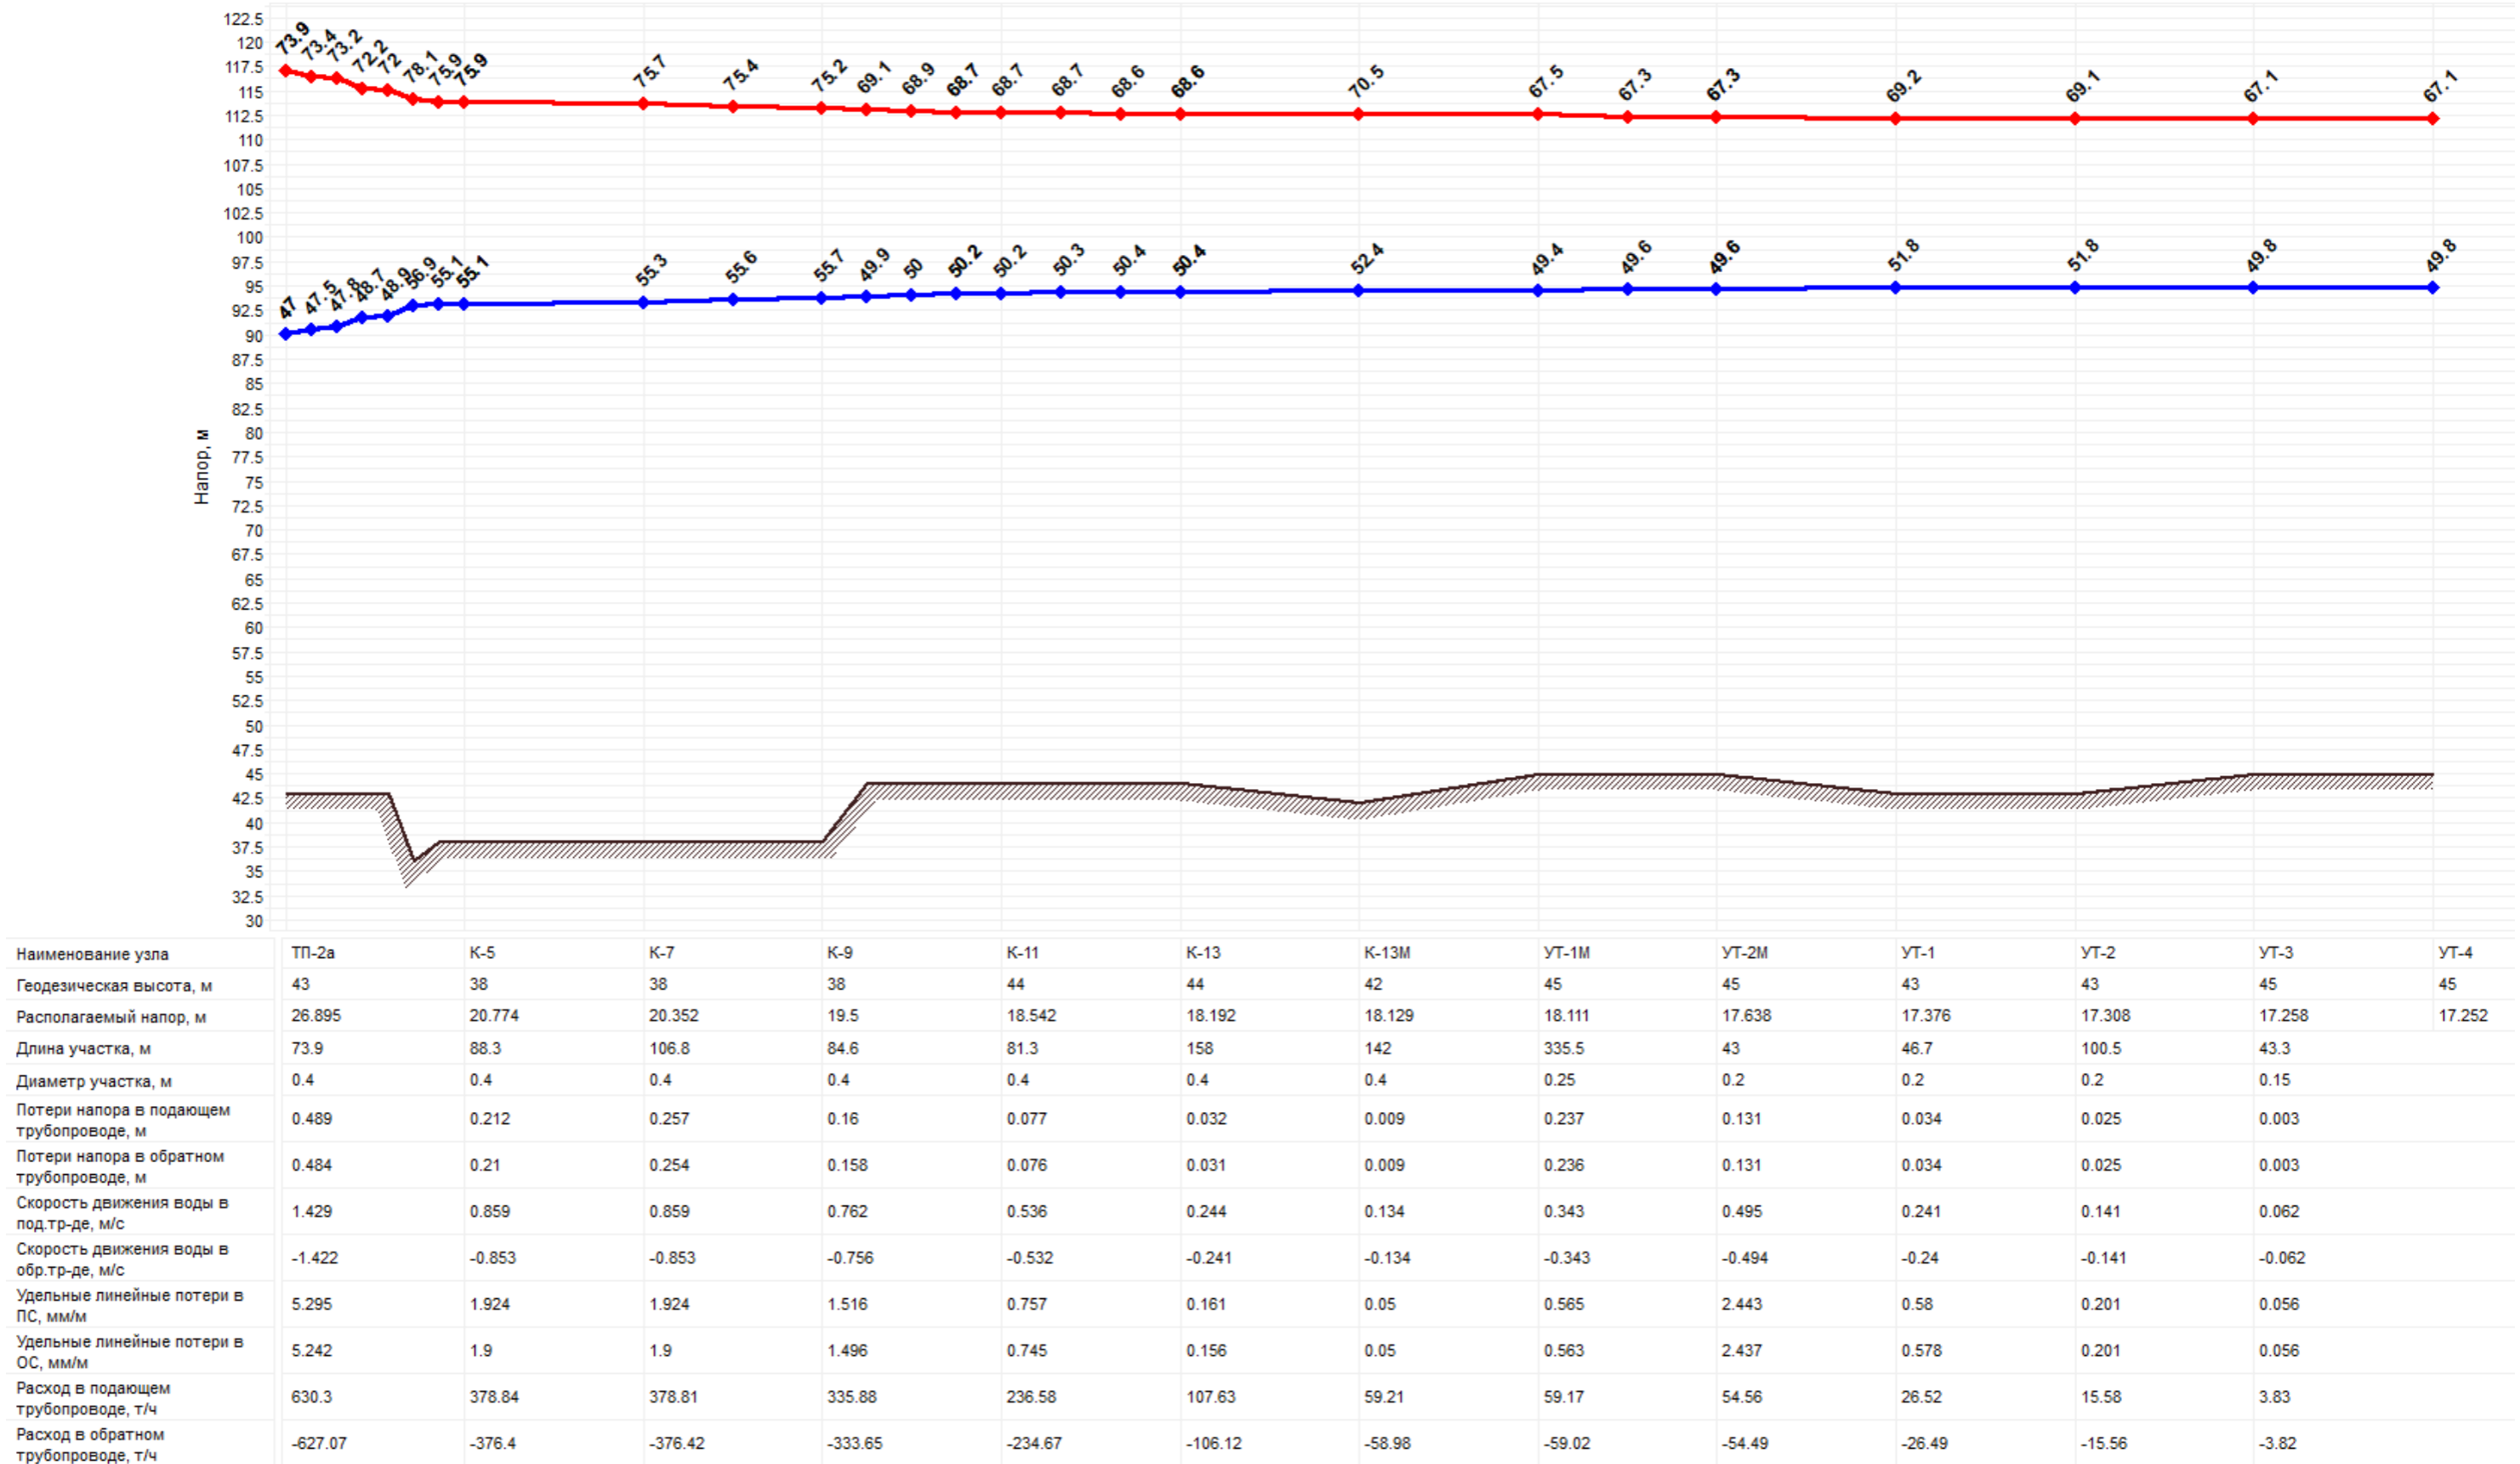 73.9 73.4 73.2 72.2 72 78.1 75.9 75.9 75.7 75.4 75.2 69.1 68.9 68.7 68.7 68.7 68.6 68.6 70.5 67.5 67.3 67.3 69.2 69.1 67.1 67.1
47 47.5 47.8 48.7 48.9 56.9 55.1 55.1 55.3 55.6 55.7 49.9 50 50.2 50.2 50.3 50.4 50.4 52.4 49.4 49.6 49.6 51.8 51.8 49.8 49.8
Напор, м
122.5
120
117.5
115
112.5
110
107.5
105
102.5
100
97.5
95
92.5
90
87.5
85
82.5
80
77.5
75
72.5
70
67.5
65
62.5
60
57.5
55
52.5
50
47.5
45
42.5
40
37.5
35
32.5
30
Наименование узла ТП-2а К-5 К-7 К-9 К-11 К-13 К-13М УТ-1М УТ-2М УТ-1 УТ-2 УТ-3 УТ-4
Геодезическая высота, м 43 38 38 38 44 44 42 45 45 43 43 45 45
Располагаемый напор, м 26.895 20.774 20.352 19.5 18.542 18.192 18.129 18.111 17.638 17.376 17.308 17.258 17.252
Длина участка, м 73.9 88.3 106.8 84.6 81.3 158 142 335.5 43 46.7 100.5 43.3
Диаметр участка, м 0.4 0.4 0.4 0.4 0.4 0.4 0.4 0.25 0.2 0.2 0.2 0.15
Потери напора в подающем
трубопроводе, м 0.489 0.212 0.257 0.16 0.077 0.032 0.009 0.237 0.131 0.034 0.025 0.003
Потери напора в обратном
трубопроводе, м 0.484 0.21 0.254 0.158 0.076 0.031 0.009 0.236 0.131 0.034 0.025 0.003
Скорость движения воды в
под.тр-де, м/с 1.429 0.859 0.859 0.762 0.536 0.244 0.134 0.343 0.495 0.241 0.141 0.062
Скорость движения воды в
обр.тр-де, м/с -1.422 -0.853 -0.853 -0.756 -0.532 -0.241 -0.134 -0.343 -0.494 -0.24 -0.141 -0.062
Удельные линейные потери в
ПС, мм/м 5.295 1.924 1.924 1.516 0.757 0.161 0.05 0.565 2.443 0.58 0.201 0.056
Удельные линейные потери в
ОС, мм/м 5.242 1.9 1.9 1.496 0.745 0.156 0.05 0.563 2.437 0.578 0.201 0.056
Расход в подающем
трубопроводе, т/ч 630.3 378.84 378.81 335.88 236.58 107.63 59.21 59.17 54.56 26.52 15.58 3.83
Расход в обратном
трубопроводе, т/ч -627.07 -376.4 -376.42 -333.65 -234.67 -106.12 -58.98 -59.02 -54.49 -26.49 -15.56 -3.82